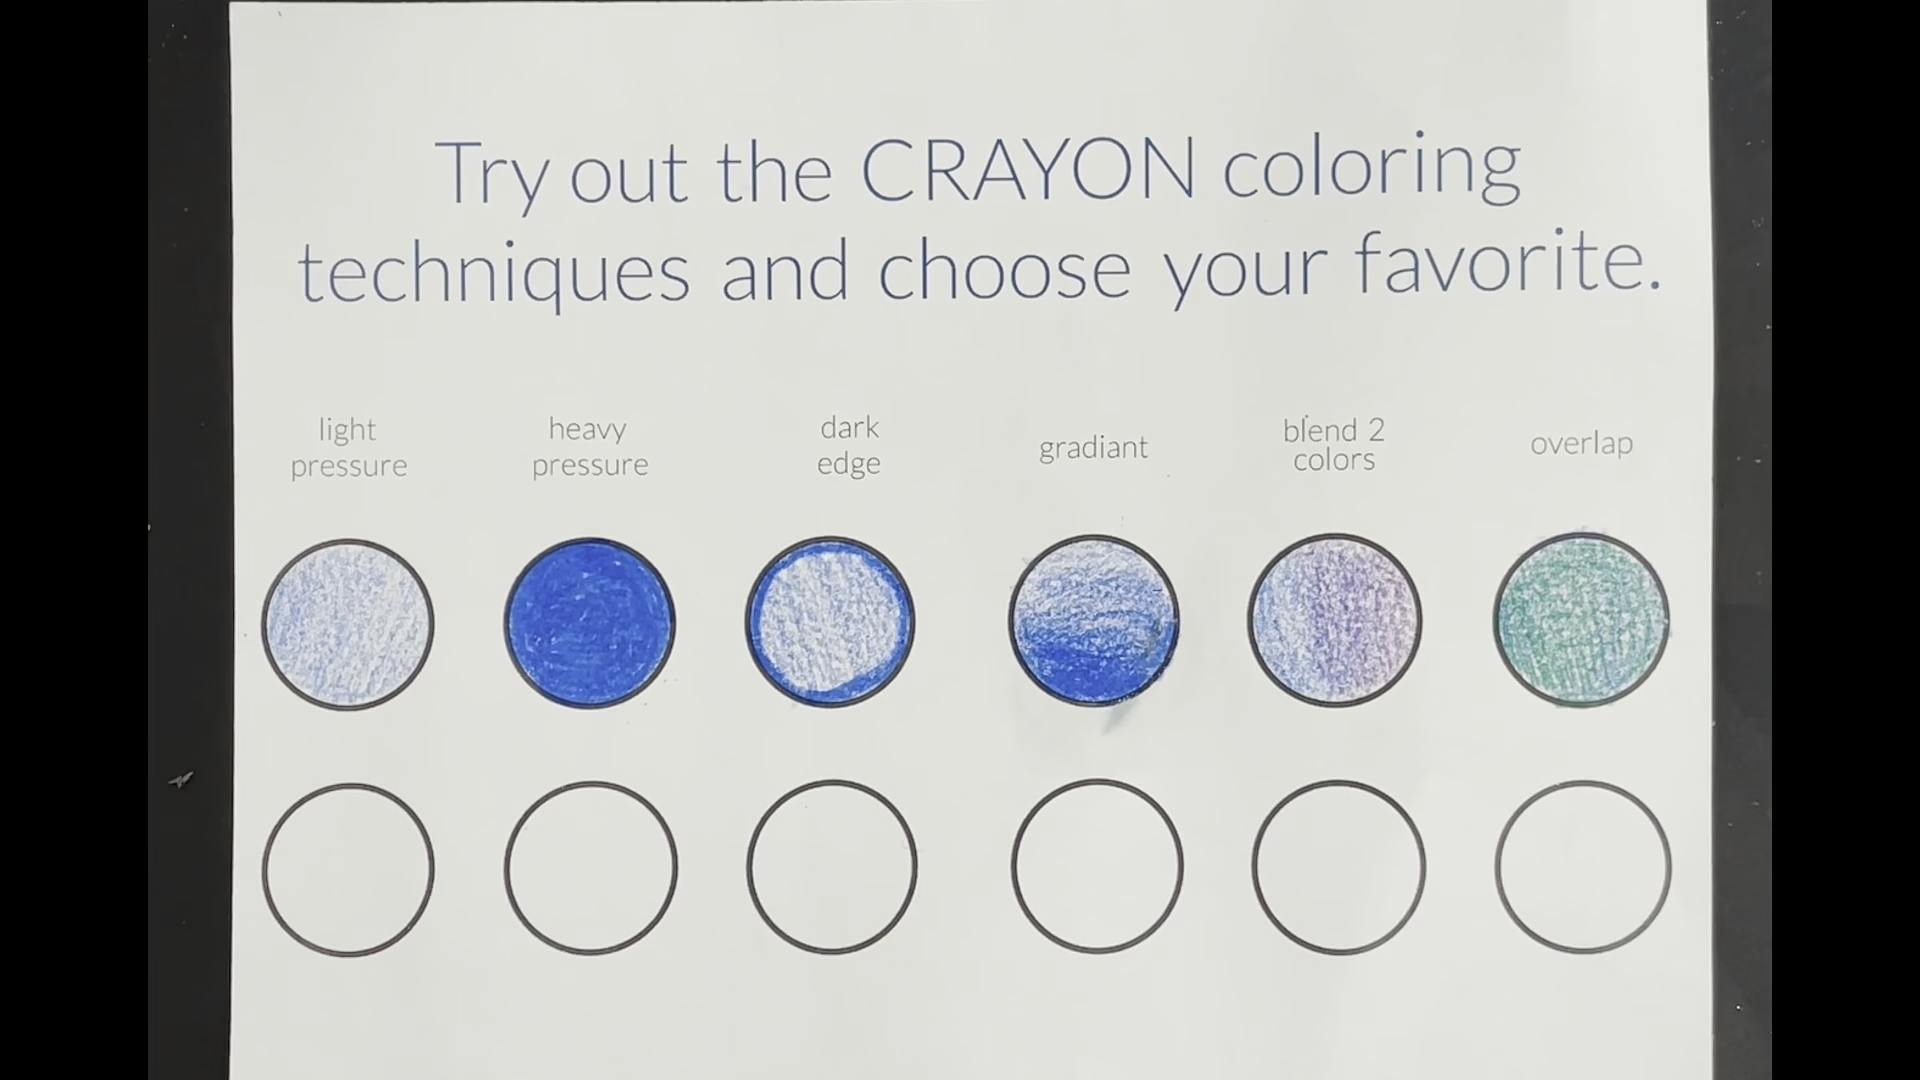 Try out the CRAYON coloring
techniques and choose your favorite.
light
pressure
heavy
pressure
dark
edge
gradiant
blend 2
colors
overlap